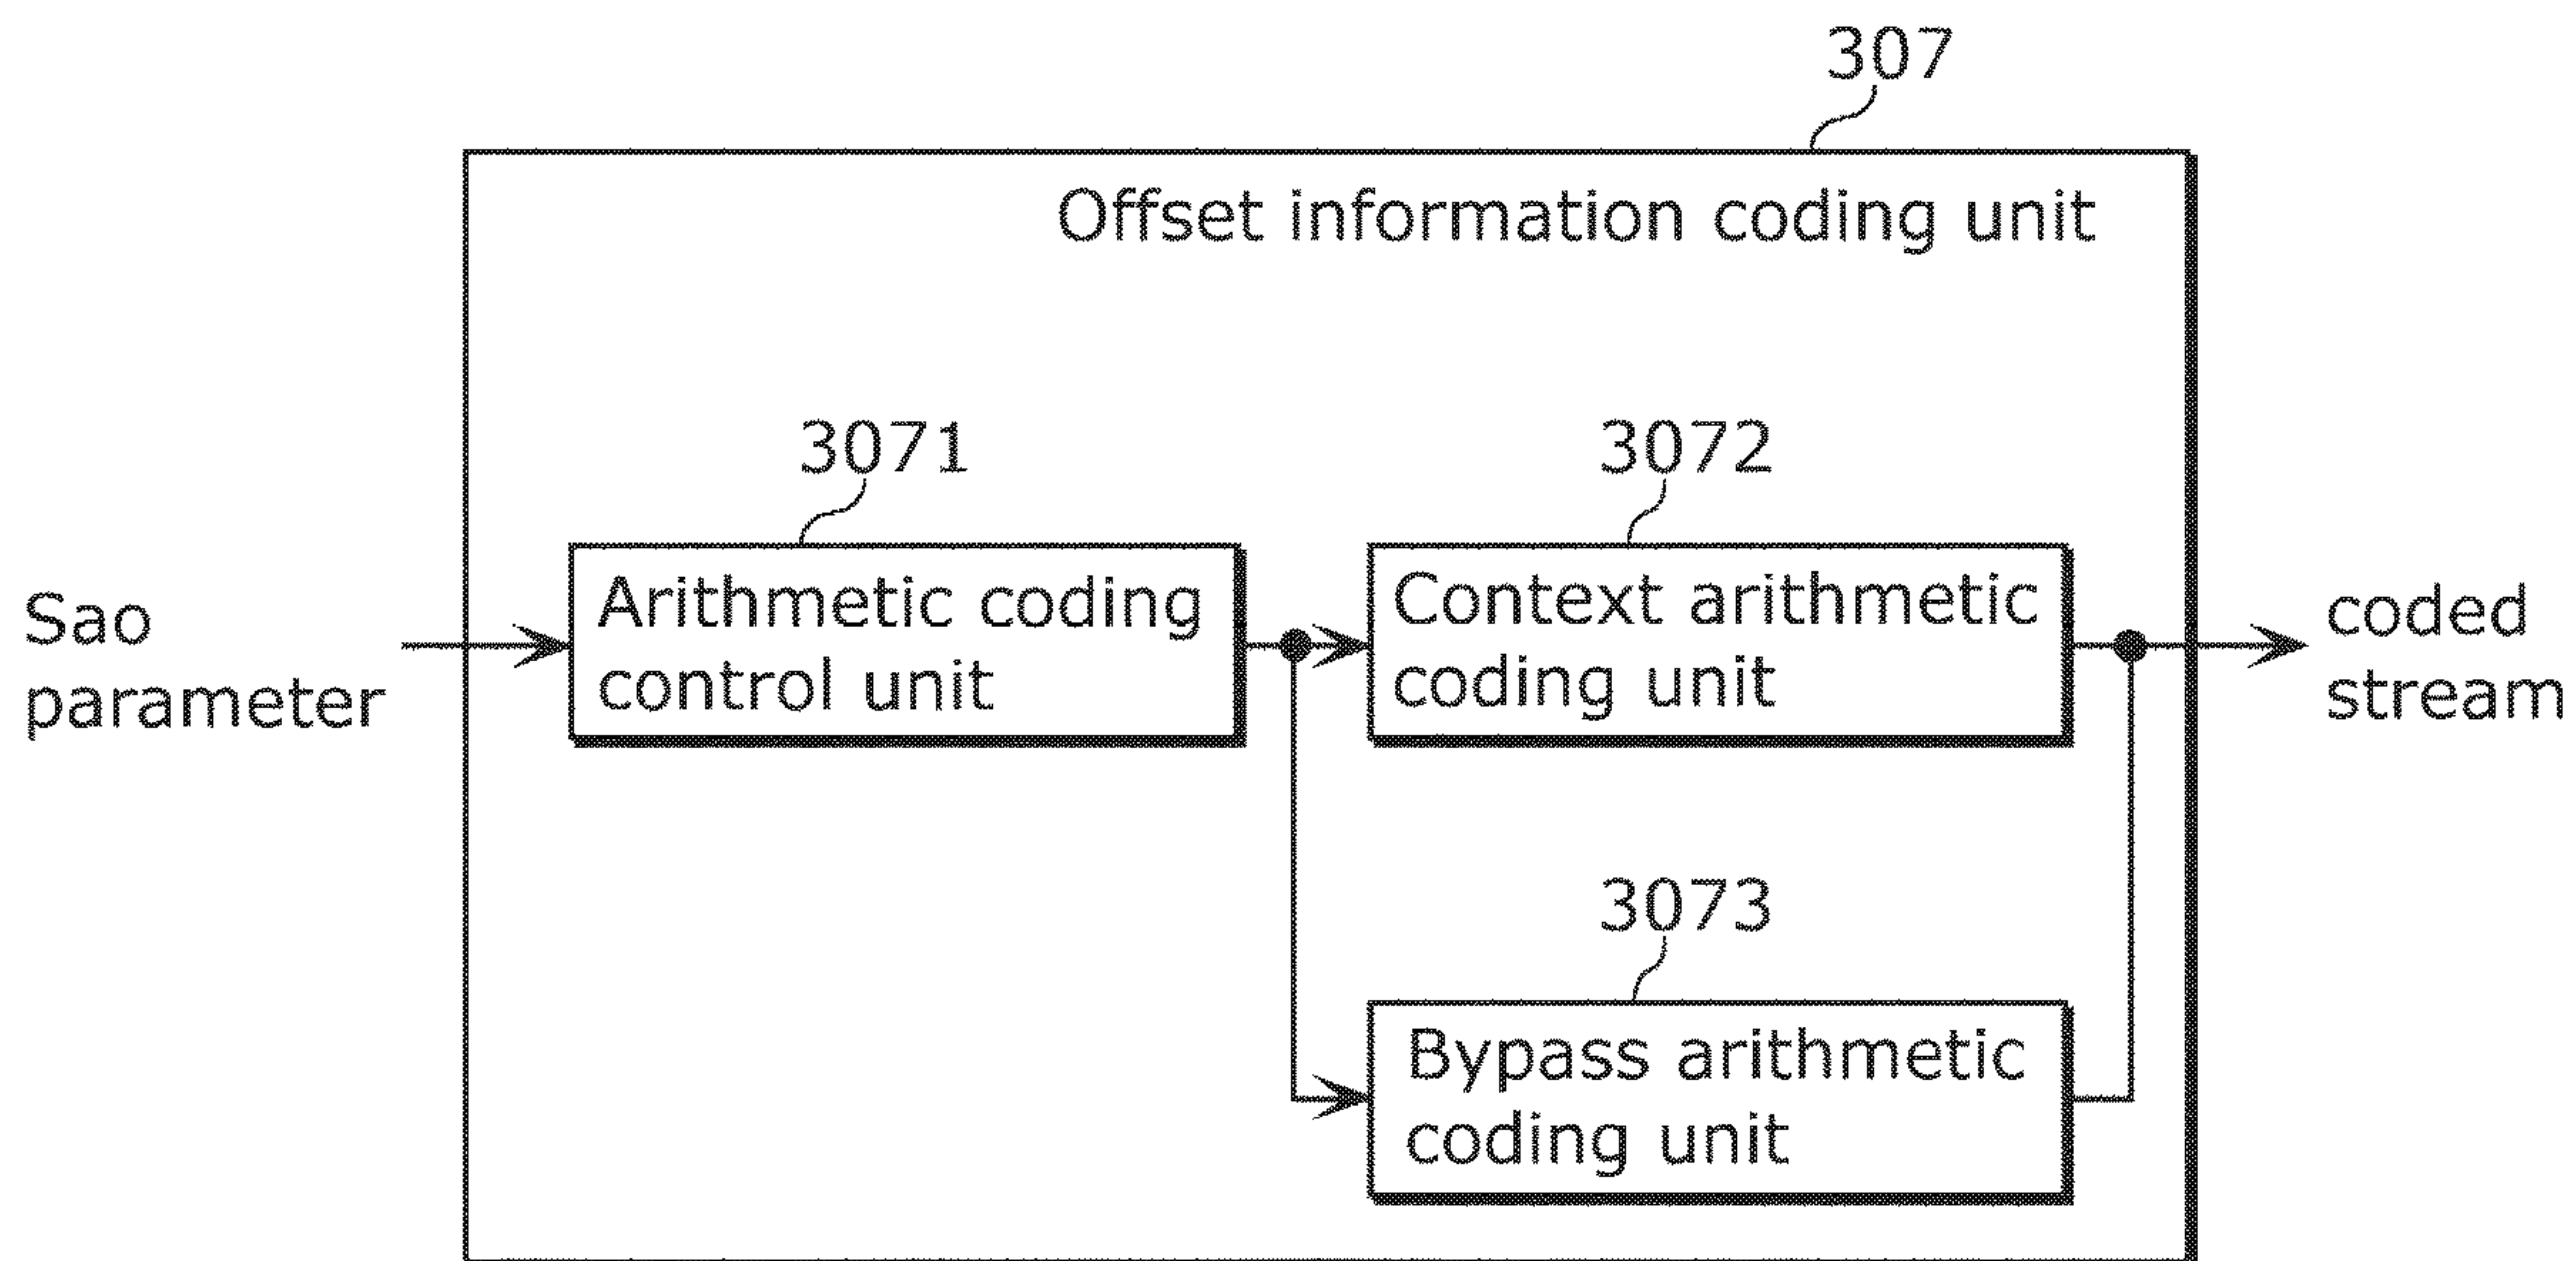 307
Offset information coding unit
3071
3072
Sao
parameter
Arithmetic coding
control unit
Context arithmetic
coding unit
coded
stream
3073
Bypass arithmetic
coding unit